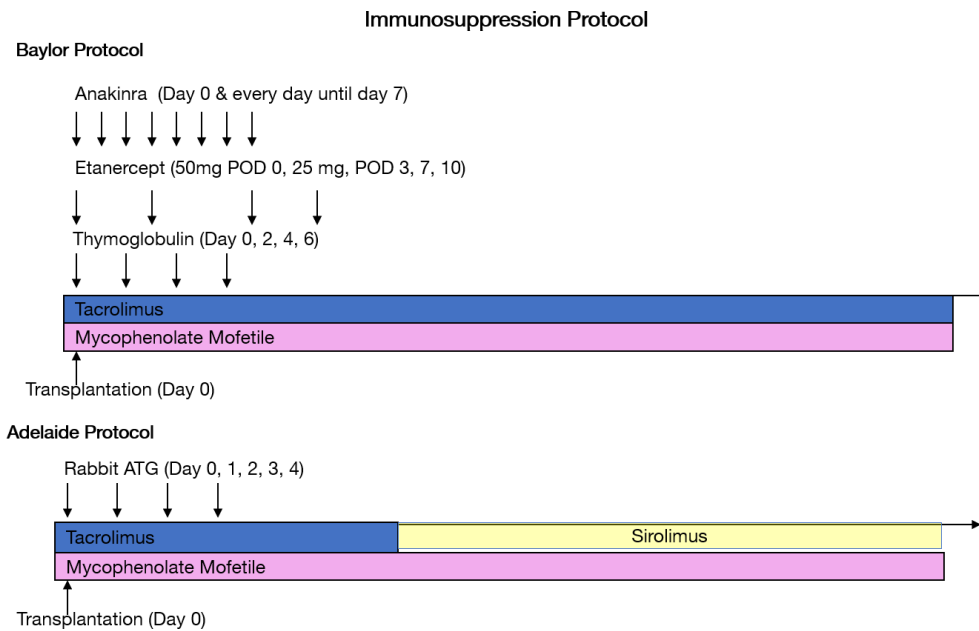 Immunosuppression Protocol
Baylor Protocol
Anakinra (Day 0 & every day until day 7)
Etanercept (50mg POD 0, 25 mg, POD 3, 7, 10)
Thymoglobulin (Day 0, 2, 4, 6)
Tacrolimus
Mycophenolate Mofetile
Transplantation (Day 0)
Adelaide Protocol
Rabbit ATG (Day 0, 1, 2, 3, 4)
Tacrolimus
Sirolimus
Mycophenolate Mofetile
Transplantation (Day 0)